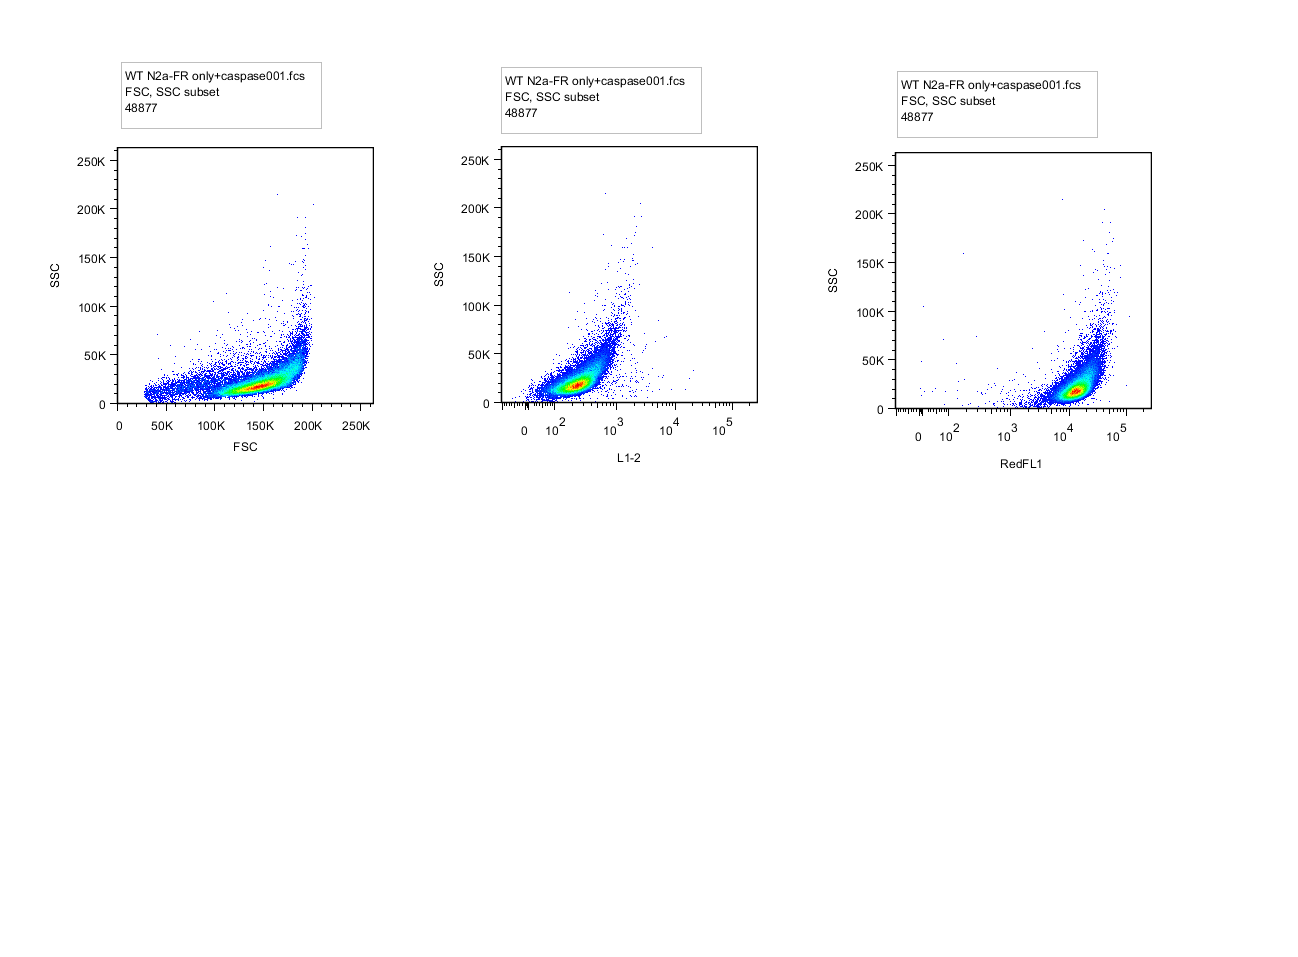 WT N2a-FR only+caspase001.fcs
FSC, SSC subset
48877
250K
200K
150K
100K
50K
0
SSC
0 50K 100K 150K 200K 250K
FSC
WT N2a-FR only+caspase001.fcs
FSC, SSC subset
48877
250K
200K
150K
100K
50K
0
SSC
0 10^2 10^3 10^4 10^5
L1-2
WT N2a-FR only+caspase001.fcs
FSC, SSC subset
48877
250K
200K
150K
100K
50K
0
SSC
0 10^2 10^3 10^4 10^5
RedFL1